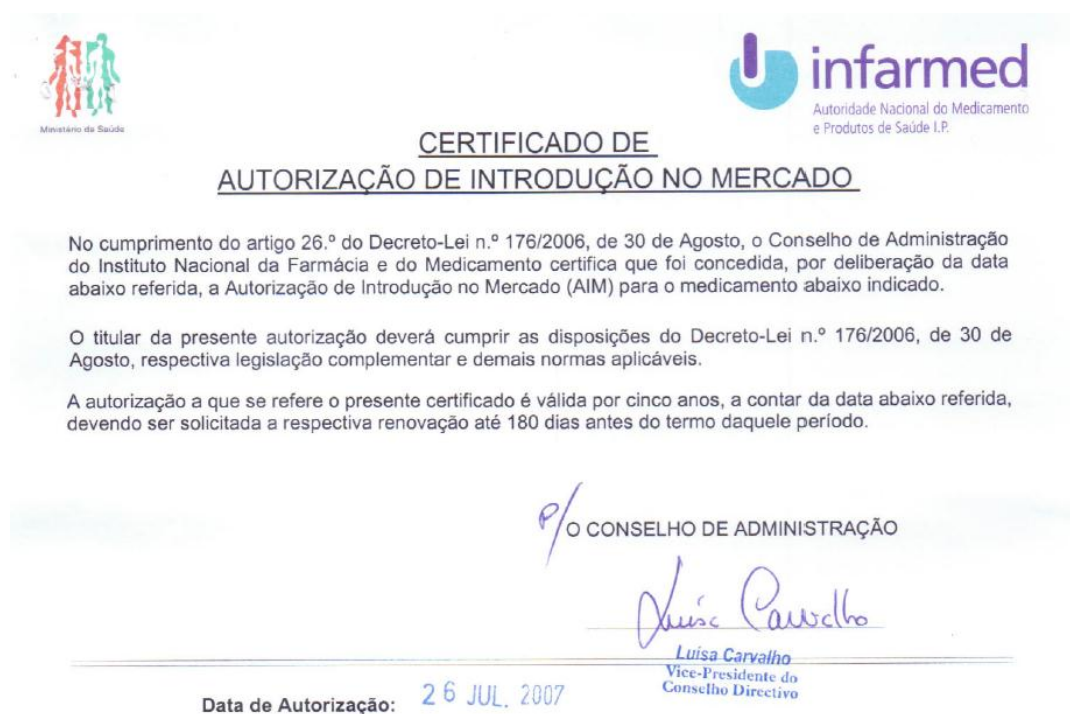 Ministério da Saúde
infarmed
Autoridade Nacional do Medicamento
e Produtos de Saúde I.P.
CERTIFICADO DE
AUTORIZAÇÃO DE INTRODUÇÃO NO MERCADO
No cumprimento do artigo 26.º do Decreto-Lei n.º 176/2006, de 30 de Agosto, o Conselho de Administração
do Instituto Nacional da Farmácia e do Medicamento certifica que foi concedida, por deliberação da data
abaixo referida, a Autorização de Introdução no Mercado (AIM) para o medicamento abaixo indicado.
O titular da presente autorização deverá cumprir as disposições do Decreto-Lei n.º 176/2006, de 30 de
Agosto, respectiva legislação complementar e demais normas aplicáveis.
A autorização a que se refere o presente certificado é válida por cinco anos, a contar da data abaixo referida,
devendo ser solicitada a respectiva renovação até 180 dias antes do termo daquele período.
P/O CONSELHO DE ADMINISTRAÇÃO
Luísa Carvalho
Luísa Carvalho
Vice-Presidente do
Conselho Directivo
Data de Autorização: 26 JUL. 2007